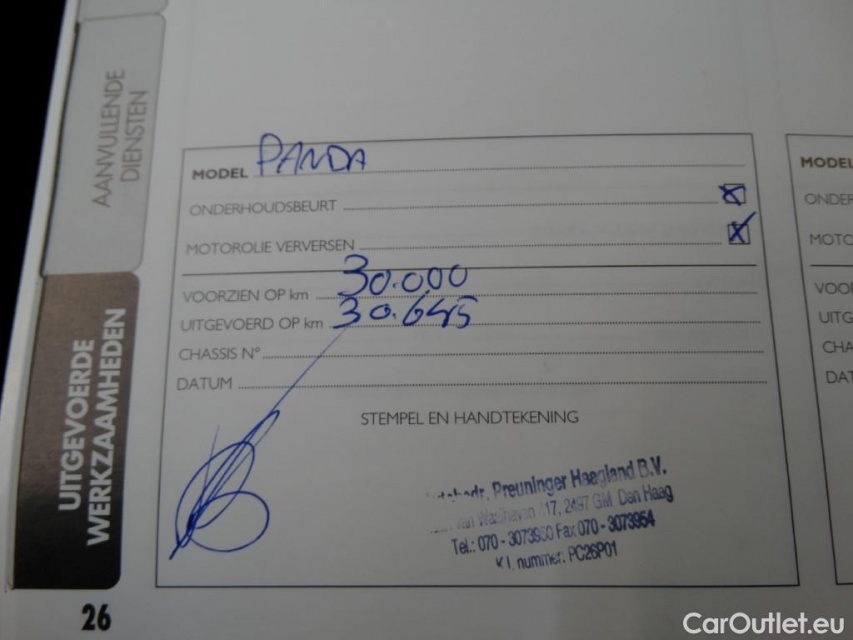 AANVULLENDE
DIENSTEN
UITGEVOERDE
WERKZAAMHEDEN
MODEL PANDA
ONDERHOUDSBEURT
MOTOROLIE VERVERSEN
VOORZIEN OP km 30.000
UITGEVOERD OP km 30.645
CHASSIS N°
DATUM
STEMPEL EN HANDTEKENING
Preuninger Haagland B.V.
2497 GM Den Haag
Tel.: 070 - Fax 070 - 3073954
K.I. nummer: PC26P01
MODEL
26
CarOutlet.eu